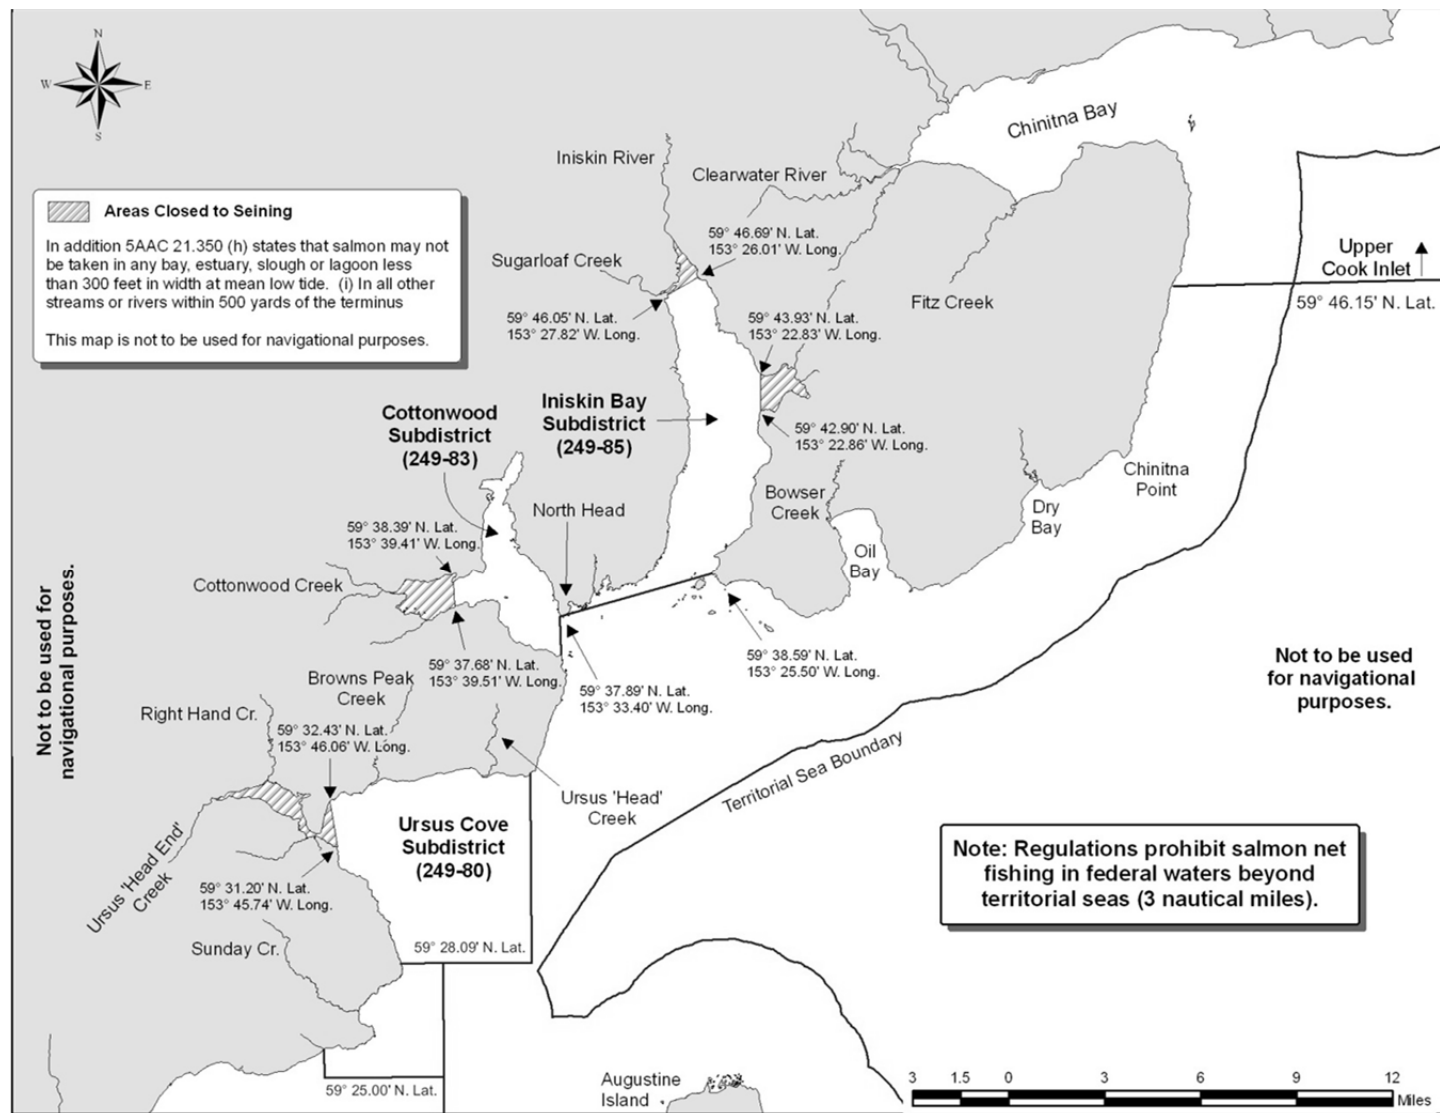 N
W
E
S
Chinitna Bay
Iniskin River
Clearwater River
Areas Closed to Seining
In addition 5AAC 21.350 (h) states that salmon may not
be taken in any bay, estuary, slough or lagoon less
than 300 feet in width at mean low tide. (i) In all other
streams or rivers within 500 yards of the terminus
This map is not to be used for navigational purposes.
59° 46.69' N. Lat.
153° 26.01' W. Long.
Sugarloaf Creek
Upper
Cook Inlet
59° 46.15' N. Lat.
Fitz Creek
59° 46.05' N. Lat.
153° 27.82' W. Long.
59° 43.93' N. Lat.
153° 22.83' W. Long.
Cottonwood
Subdistrict
(249-83)
Iniskin Bay
Subdistrict
(249-85)
59° 42.90' N. Lat.
153° 22.86' W. Long.
Chinitna
Point
Bowser
Creek
North Head
Dry
Bay
59° 38.39' N. Lat.
153° 39.41' W. Long.
Oil
Bay
Cottonwood Creek
Not to be used for
navigational purposes.
59° 37.68' N. Lat.
153° 39.51' W. Long.
59° 38.59' N. Lat.
153° 25.50' W. Long.
Not to be used
for navigational
purposes.
Browns Peak
Creek
59° 37.89' N. Lat.
153° 33.40' W. Long.
Right Hand Cr.
59° 32.43' N. Lat.
153° 46.06' W. Long.
Territorial Sea Boundary
Ursus 'Head'
Creek
Ursus Cove
Subdistrict
(249-80)
Ursus 'Head End'
Creek
59° 31.20' N. Lat.
153° 45.74' W. Long.
Note: Regulations prohibit salmon net
fishing in federal waters beyond
territorial seas (3 nautical miles).
Sunday Cr.
59° 28.09' N. Lat.
59° 25.00' N. Lat.
Augustine
Island
3 1.5 0 3 6 9 12
Miles